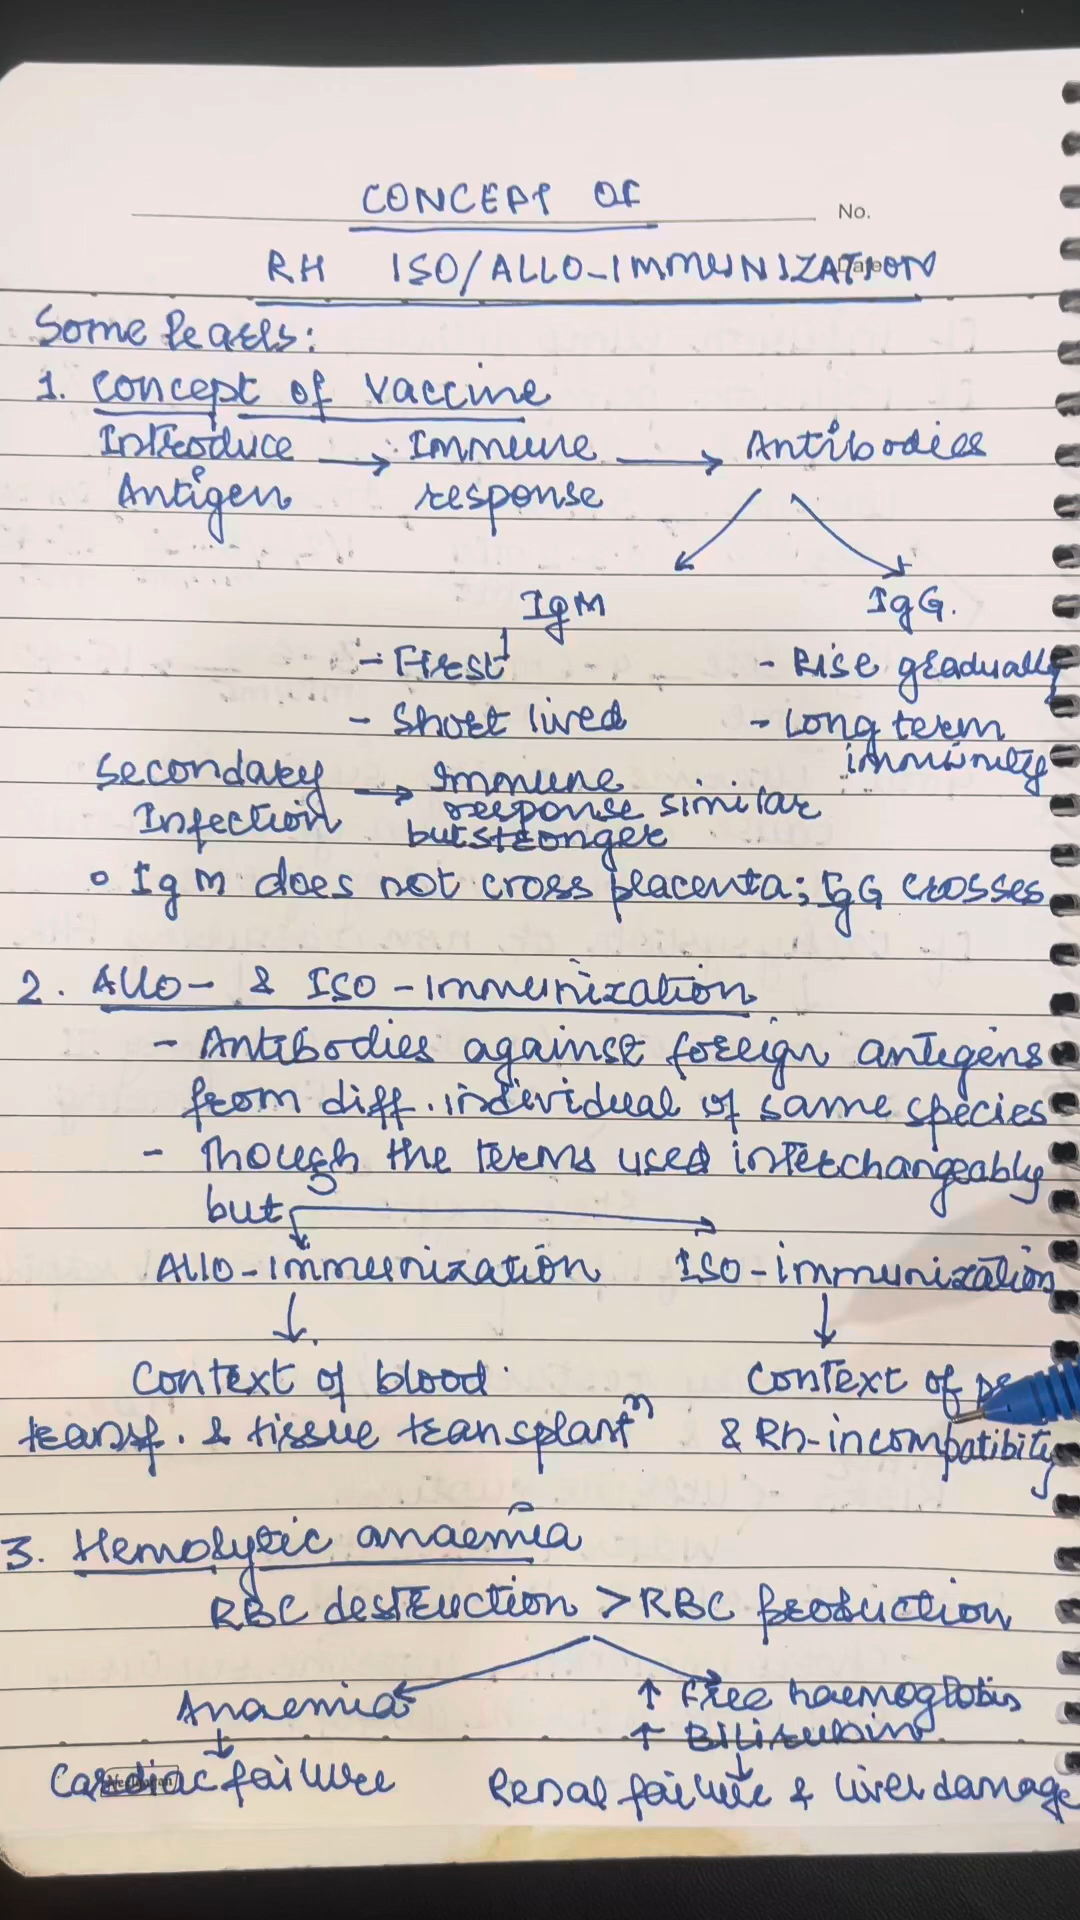 CONCEPT OF
No.
RH ISO/ALLO-IMMUNIZATION
Some Pearls:
1. Concept of vaccine
Introduce → Immune → Antibodies
Antigen response
IgM IgG.
- First - Rise gradually
- Short lived - Long term
immunity
Secondary → Immune
Infection response similar
but stronger
o IgM does not cross placenta; IgG crosses
2. Allo- & ISO-immunization
- Antibodies against foreign antigens
from diff. individual of same species
- Though the terms used interchangeably
but
Allo-immunization ISO-immunization
↓ ↓
Context of blood Context of
transf. & tissue transplantⁿ & Rh-incompatibity
3. Hemolytic anaemia
RBC destruction > RBC production
Anaemia ↑ Free haemoglobin
↑ Bilirubin
Cardiac failure Renal failure & liver damage